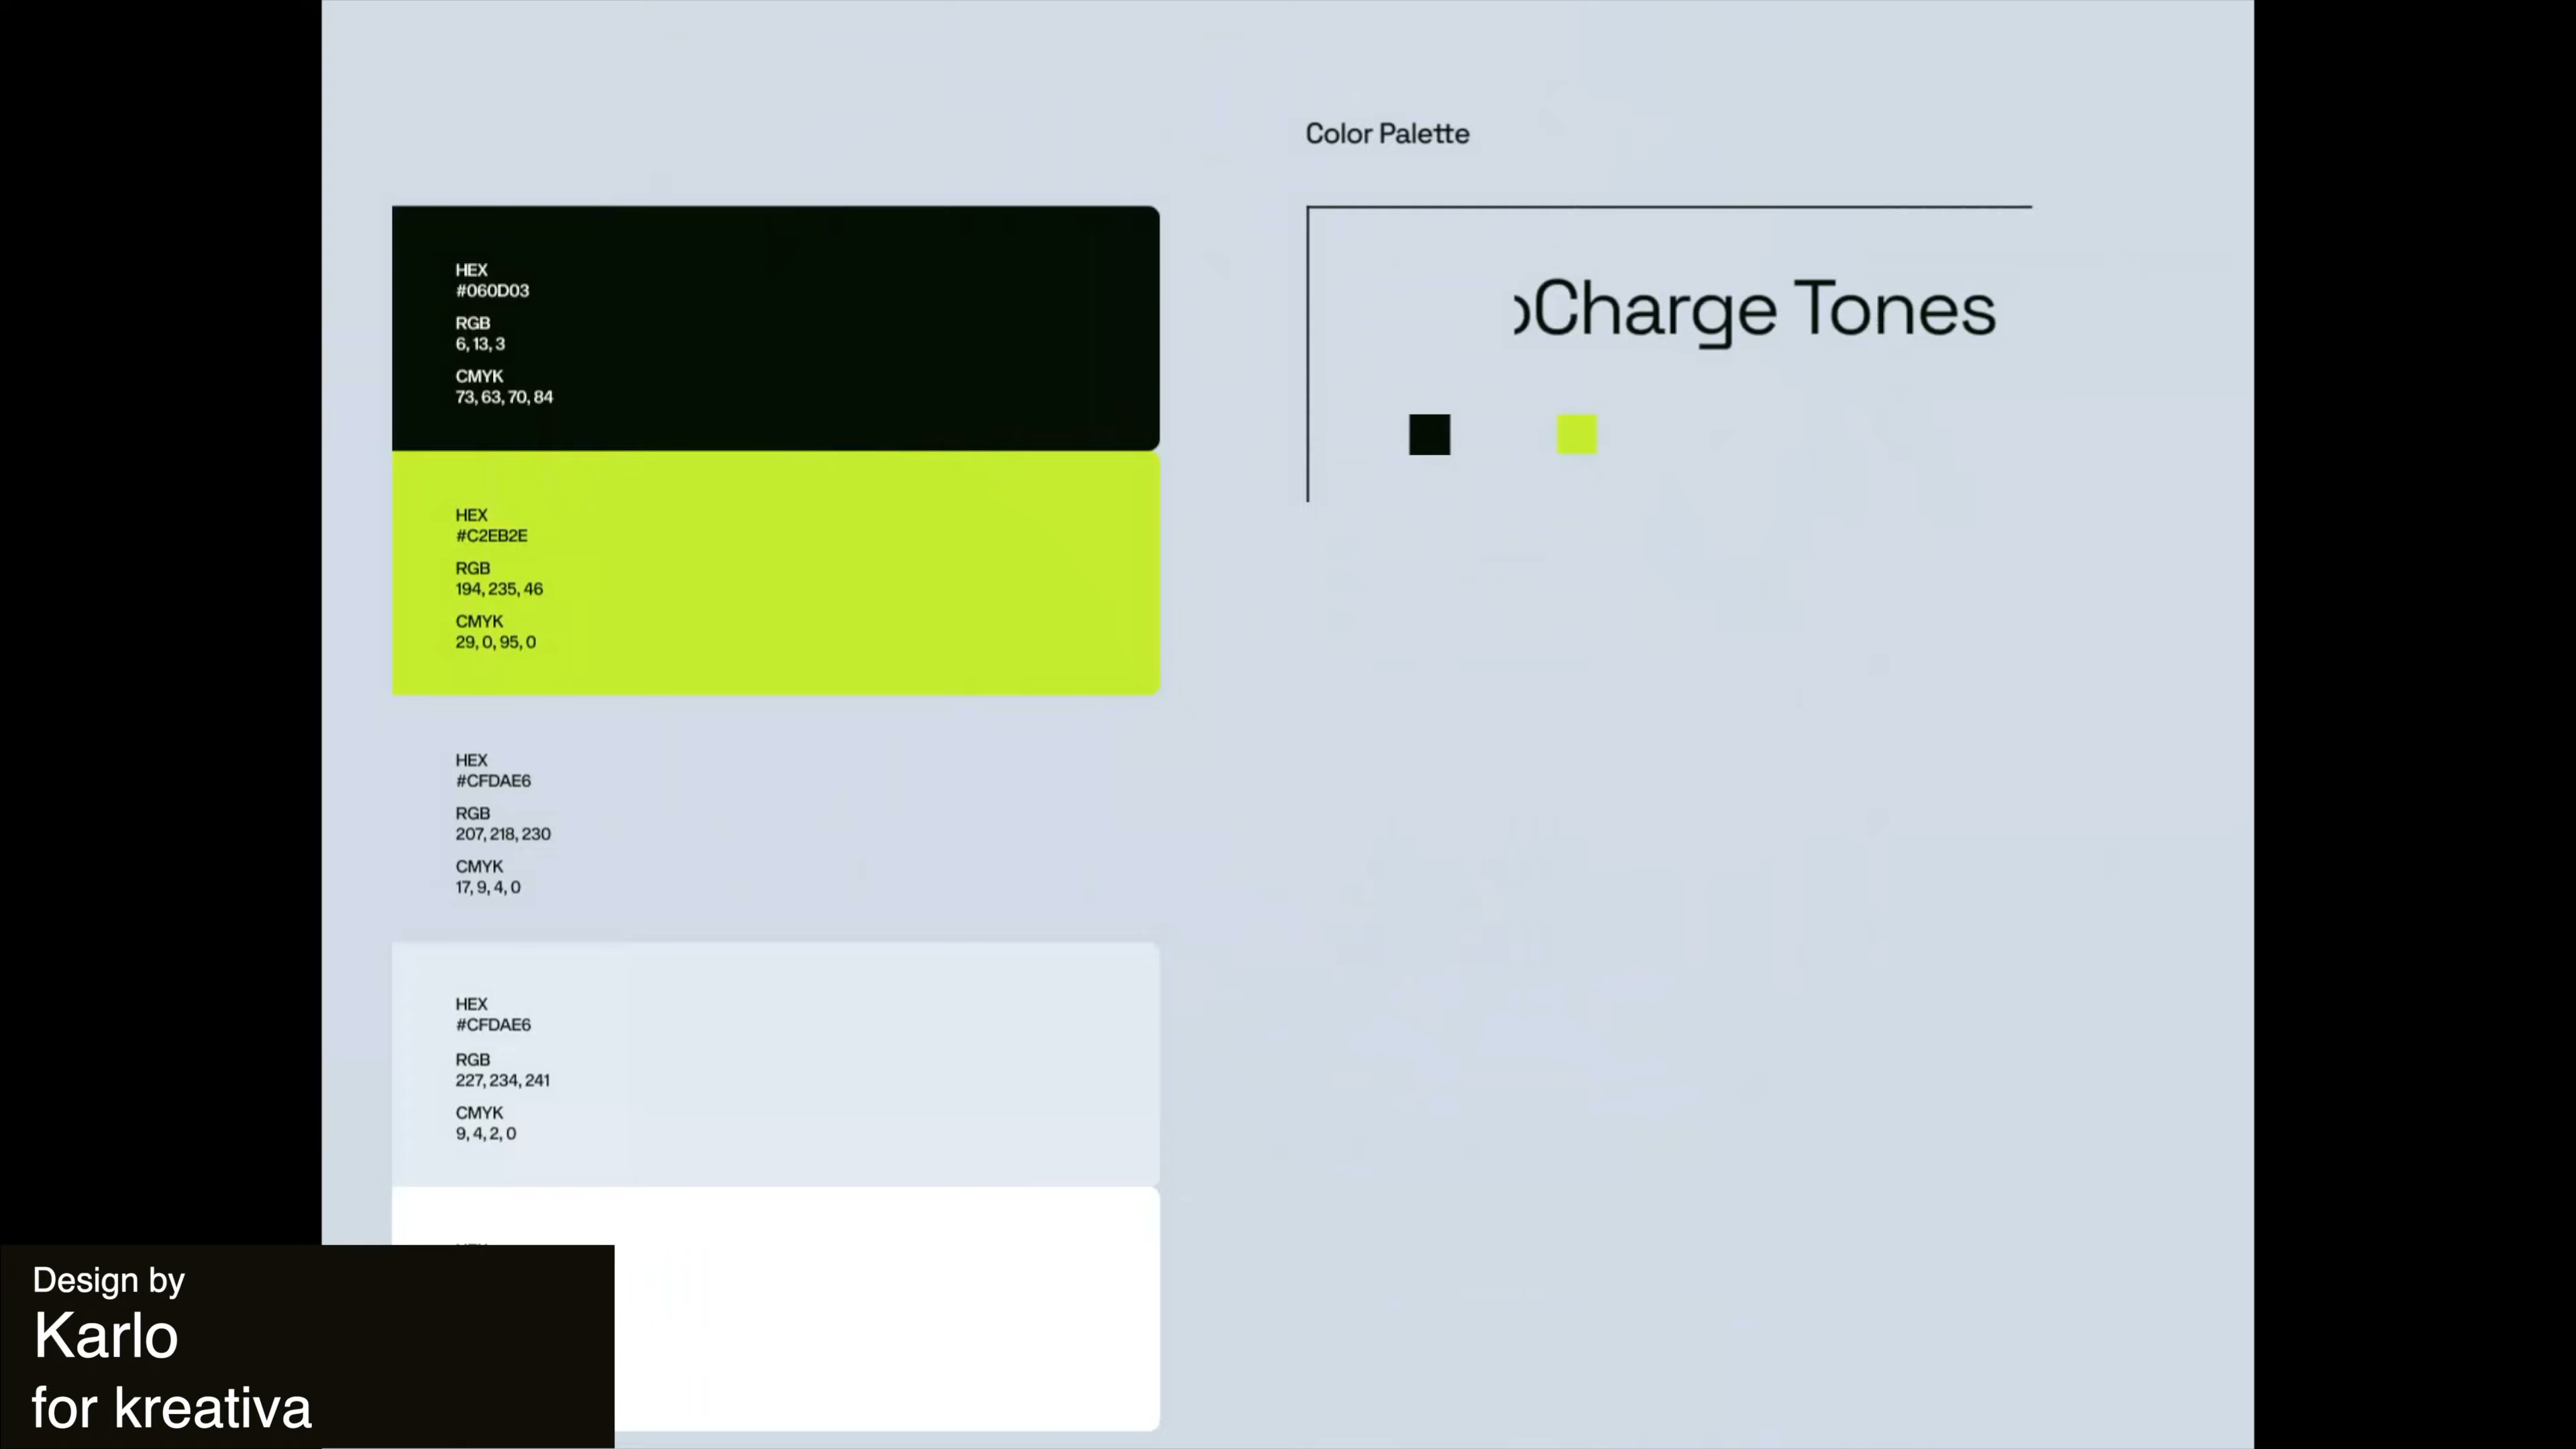 Color Palette
Charge Tones
HEX
#060D03
RGB
6, 13, 3
CMYK
73, 63, 70, 84
HEX
#C2EB2E
RGB
194, 235, 46
CMYK
29, 0, 95, 0
HEX
#CFDAE6
RGB
207, 218, 230
CMYK
17, 9, 4, 0
HEX
#CFDAE6
RGB
227, 234, 241
CMYK
9, 4, 2, 0
Design by
Karlo
for kreativa